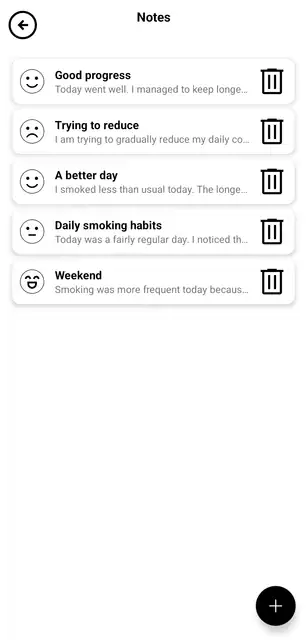 Notes
Good progress
Today went well. I managed to keep longe...
Trying to reduce
I am trying to gradually reduce my daily co...
A better day
I smoked less than usual today. The longe...
Daily smoking habits
Today was a fairly regular day. I noticed th...
Weekend
Smoking was more frequent today becaus...